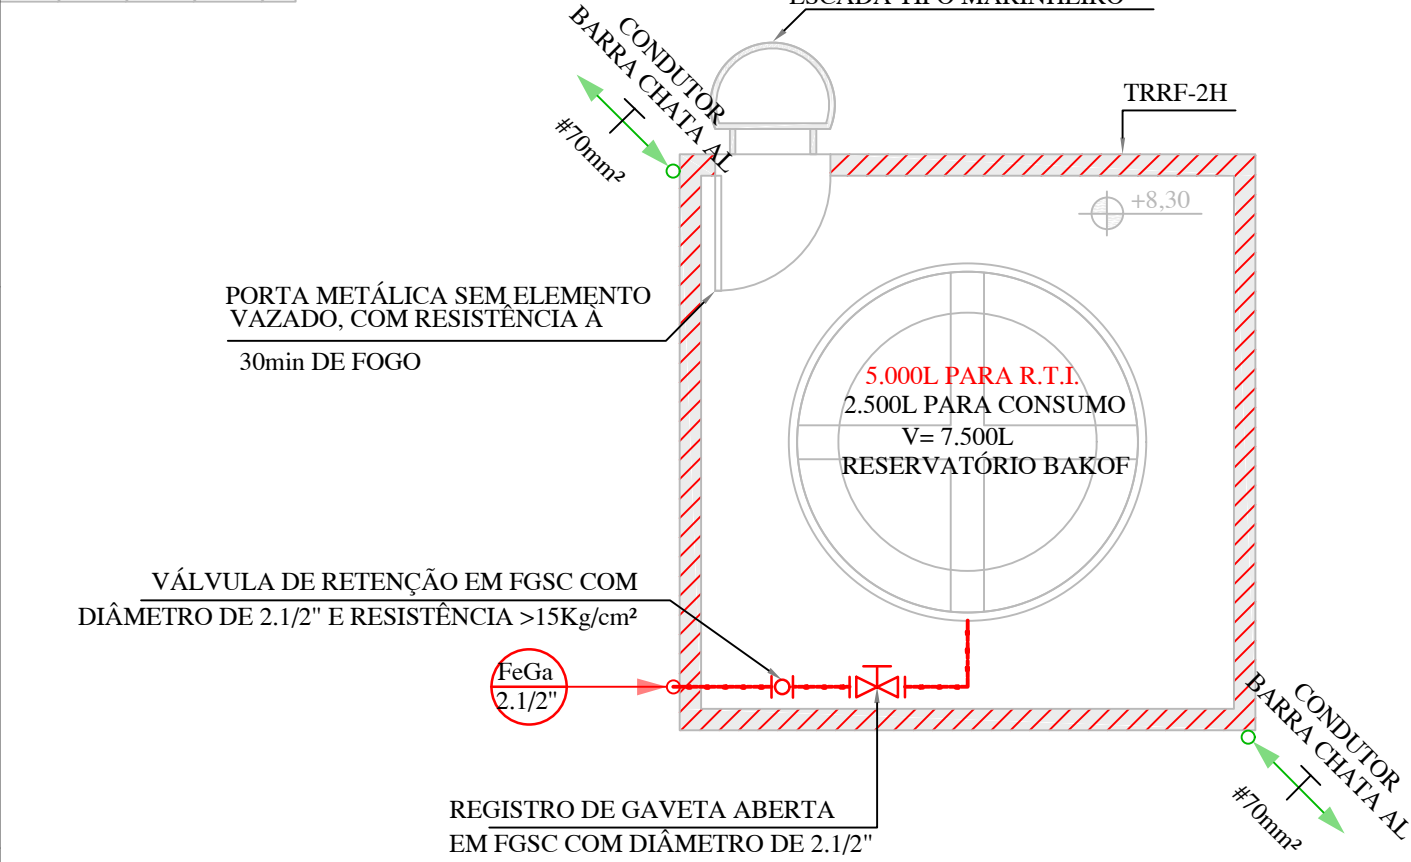 ESCADA TIPO MARINHEIRO
CONDUTOR
BARRA CHATA AL
#70mm²
TRRF-2H
+8,30
PORTA METÁLICA SEM ELEMENTO
VAZADO, COM RESISTÊNCIA À
30min DE FOGO
5.000L PARA R.T.I.
2.500L PARA CONSUMO
V= 7.500L
RESERVATÓRIO BAKOF
VÁLVULA DE RETENÇÃO EM FGSC COM
DIÂMETRO DE 2.1/2" E RESISTÊNCIA >15Kg/cm²
FeGa
2.1/2"
CONDUTOR
BARRA CHATA AL
#70mm²
REGISTRO DE GAVETA ABERTA
EM FGSC COM DIÂMETRO DE 2.1/2"